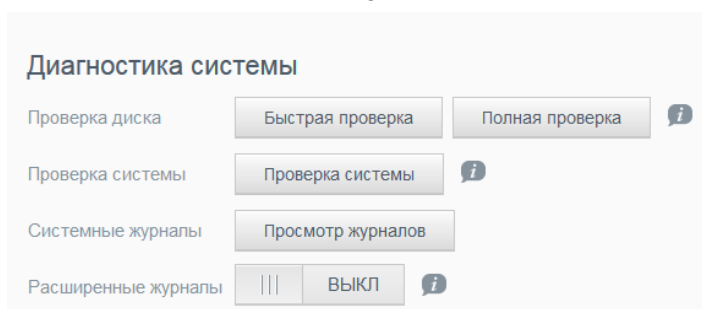 Диагностика системы
Проверка диска Быстрая проверка Полная проверка i
Проверка системы Проверка системы i
Системные журналы Просмотр журналов
Расширенные журналы ВЫКЛ i